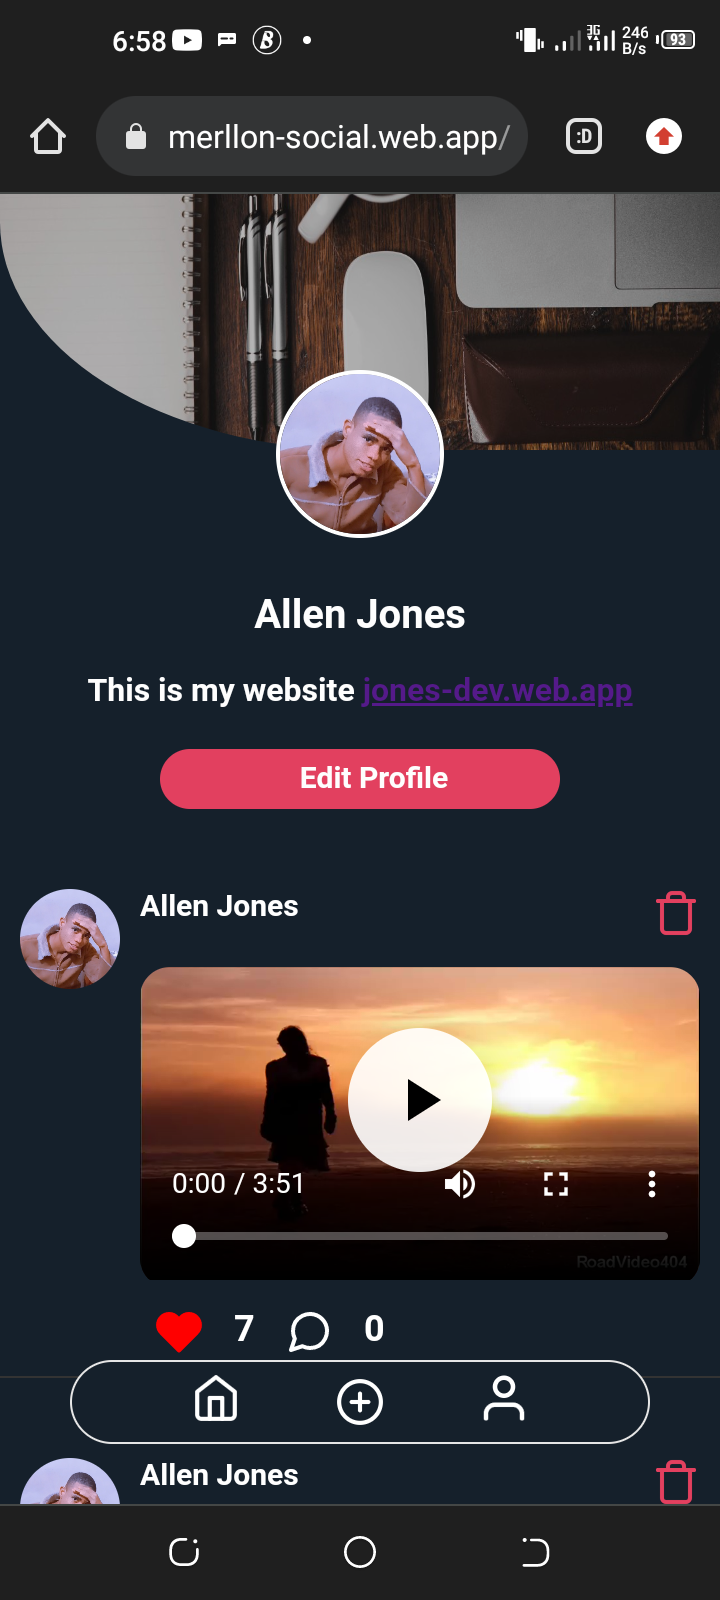 6:58
3G
246
B/s
93
merllon-social.web.app/
:D
Allen Jones
This is my website jones-dev.web.app
Edit Profile
Allen Jones
0:00 / 3:51
RoadVideo404
7 0
Allen Jones